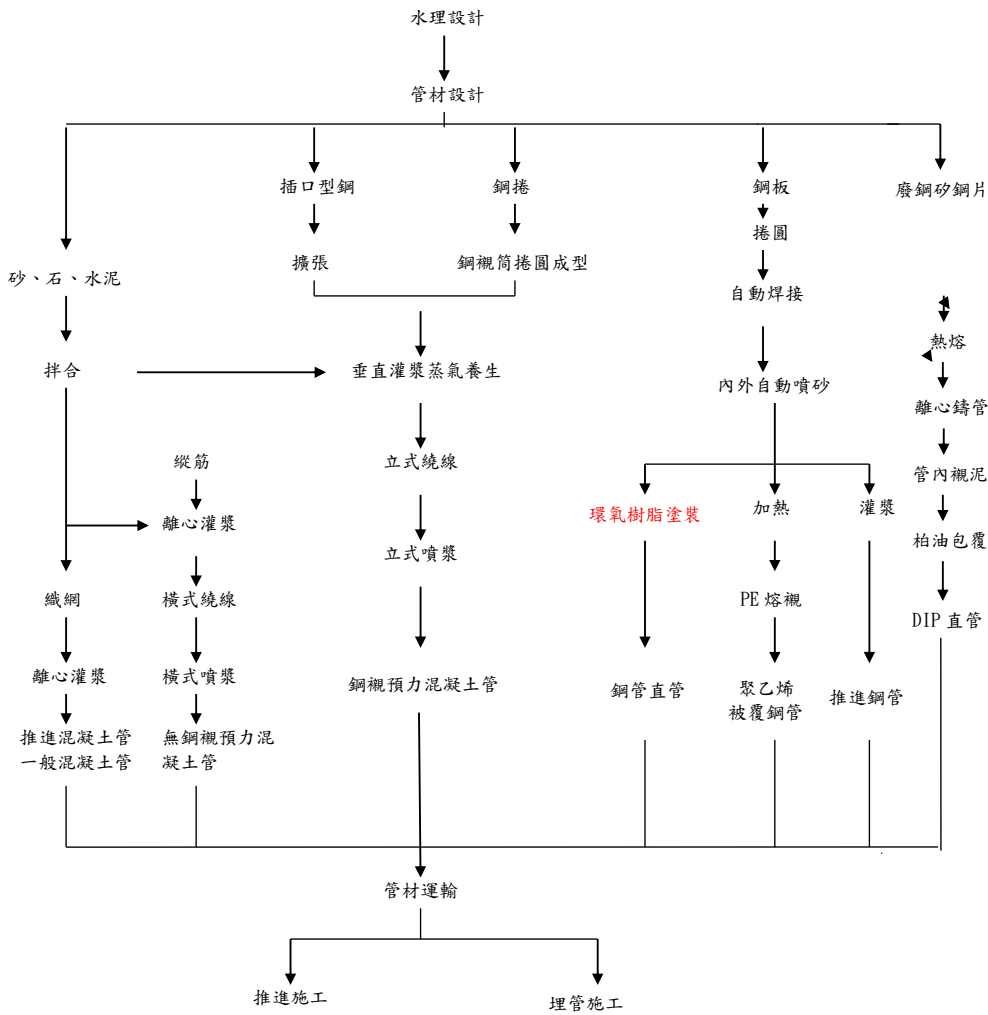 水理設計
管材設計
插口型鋼
鋼捲
鋼板
廢鋼矽鋼片
捲圓
擴張
鋼襯筒捲圓成型
砂、石、水泥
自動焊接
熱熔
拌合
垂直灌漿蒸氣養生
內外自動噴砂
離心鑄管
縱筋
立式繞線
管內襯泥
環氧樹脂塗裝
加熱
灌漿
離心灌漿
柏油包覆
立式噴漿
織網
橫式繞線
PE熔襯
DIP直管
離心灌漿
橫式噴漿
鋼襯預力混凝土管
鋼管直管
聚乙烯
被覆鋼管
推進鋼管
推進混凝土管
一般混凝土管
無鋼襯預力混
凝土管
管材運輸
推進施工
埋管施工